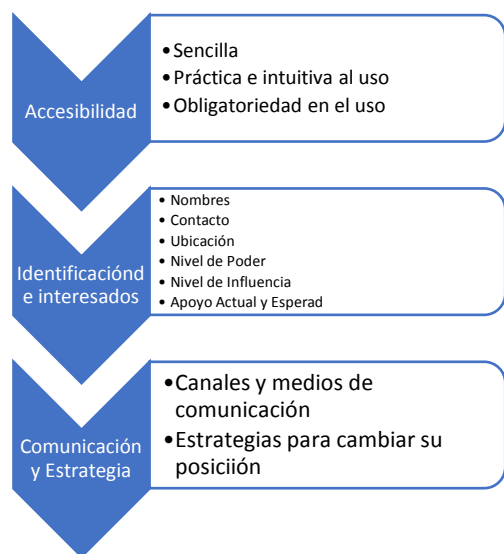 Accesibilidad
•Sencilla
•Práctica e intuitiva al uso
•Obligatoriedad en el uso
Identificaciónd
e interesados
• Nombres
• Contacto
• Ubicación
• Nivel de Poder
• Nivel de Influencia
• Apoyo Actual y Esperad
Comunicación
y Estrategia
•Canales y medios de
comunicación
•Estrategias para cambiar su
posiciión